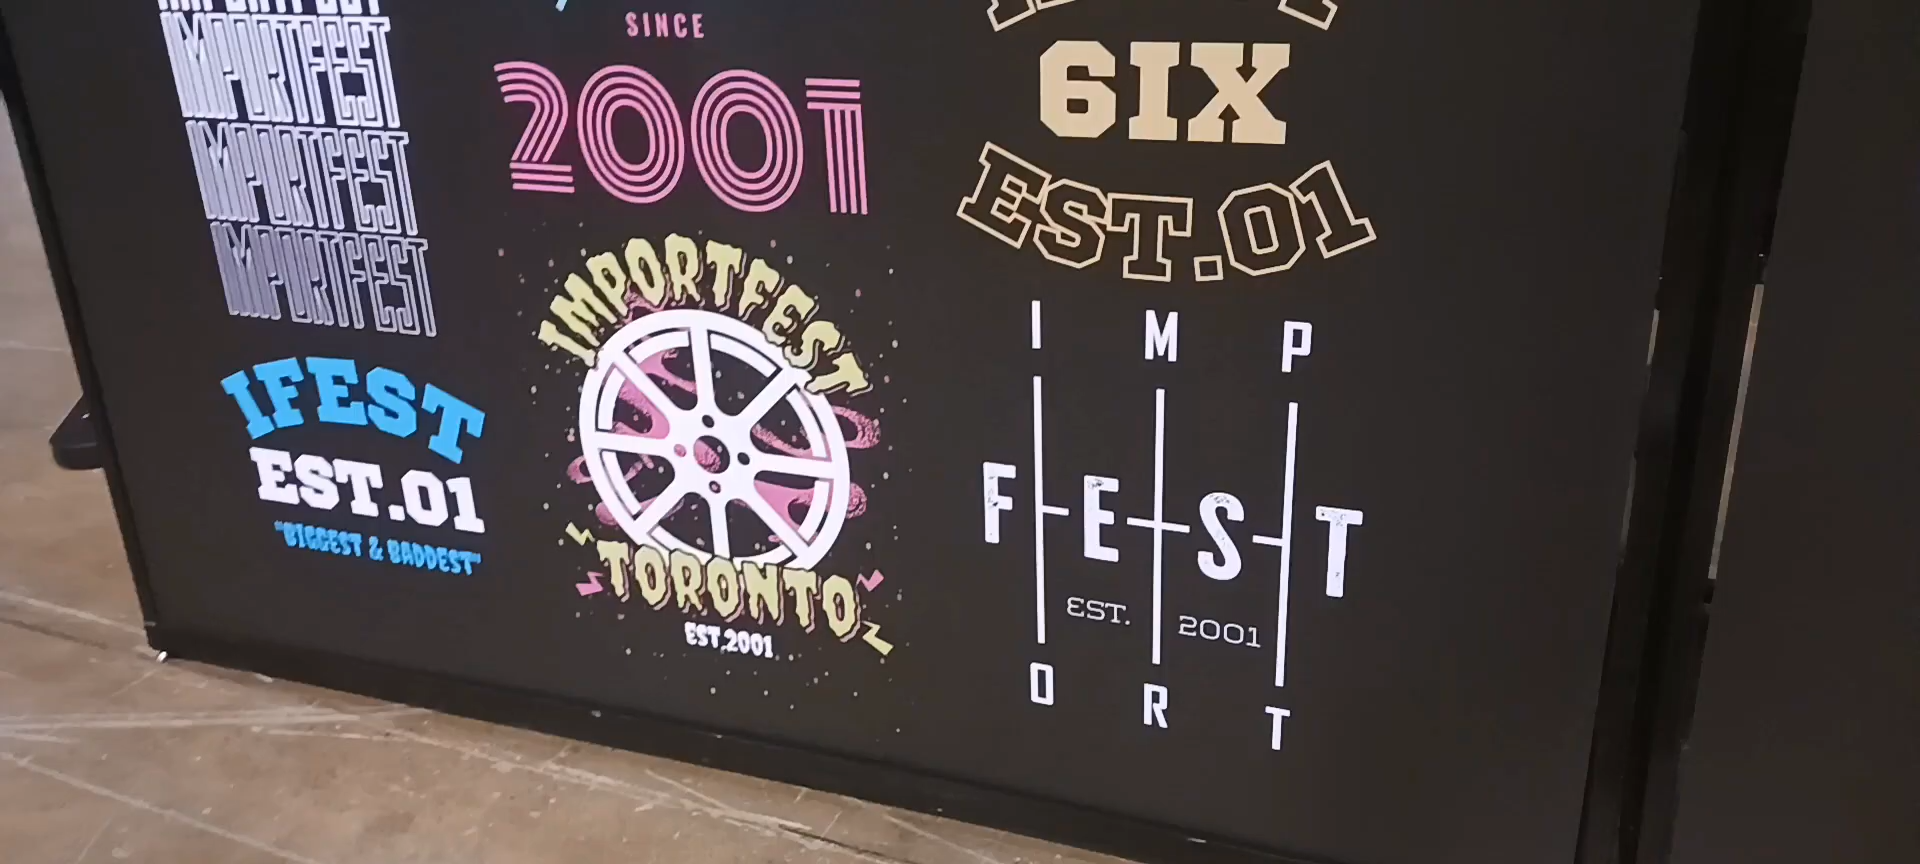 IMPORTFEST
IMPORTFEST
IMPORTFEST
SINCE
2001
6IX
EST.01
IFEST
EST.01
"BIGGEST & BADDEST"
IMPORTFEST
TORONTO
EST.2001
I M P
F E S T
EST. 2001
O R T